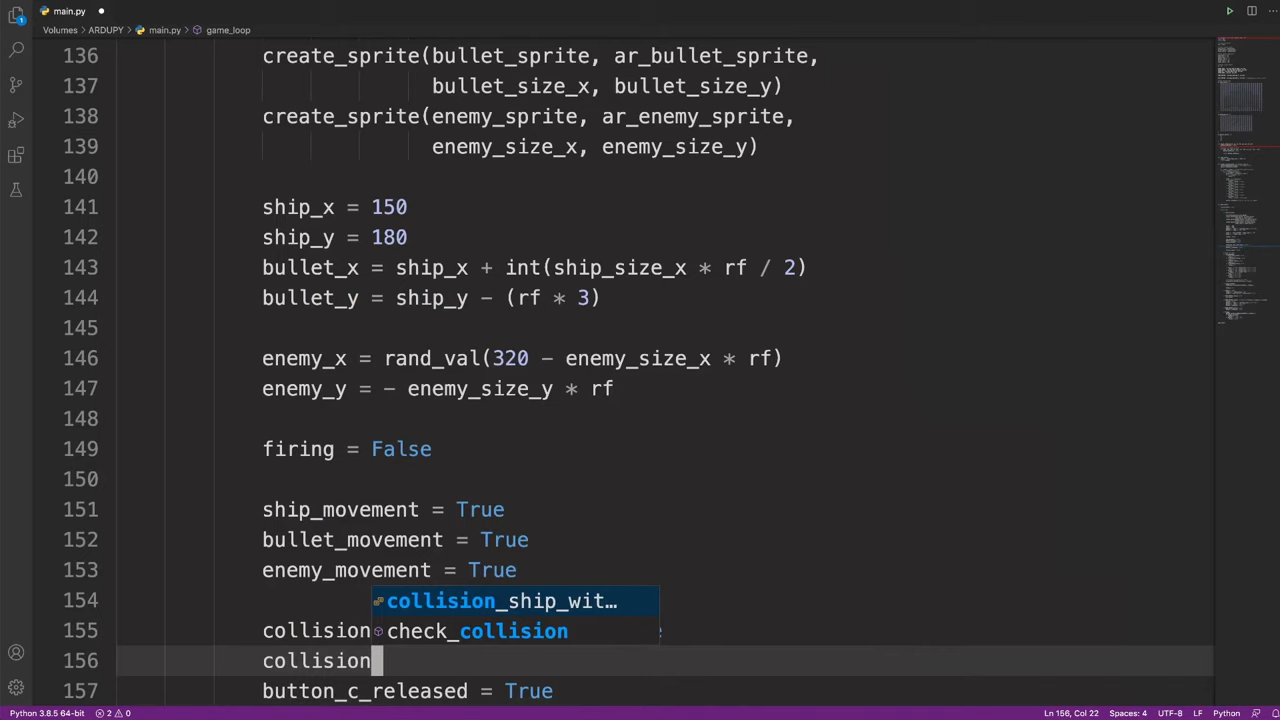 main.py
Volumes > ARDUPY > main.py > game_loop
136 create_sprite(bullet_sprite, ar_bullet_sprite,
137 bullet_size_x, bullet_size_y)
138 create_sprite(enemy_sprite, ar_enemy_sprite,
139 enemy_size_x, enemy_size_y)
140
141 ship_x = 150
142 ship_y = 180
143 bullet_x = ship_x + int(ship_size_x * rf / 2)
144 bullet_y = ship_y - (rf * 3)
145
146 enemy_x = rand_val(320 - enemy_size_x * rf)
147 enemy_y = - enemy_size_y * rf
148
149 firing = False
150
151 ship_movement = True
152 bullet_movement = True
153 enemy_movement = True
154
collision_ship_wit…
155 collision
check_collision
156 collision
157 button_c_released = True
1
Python 3.8.5 64-bit 2 0 Ln 156, Col 22 Spaces: 4 UTF-8 LF Python